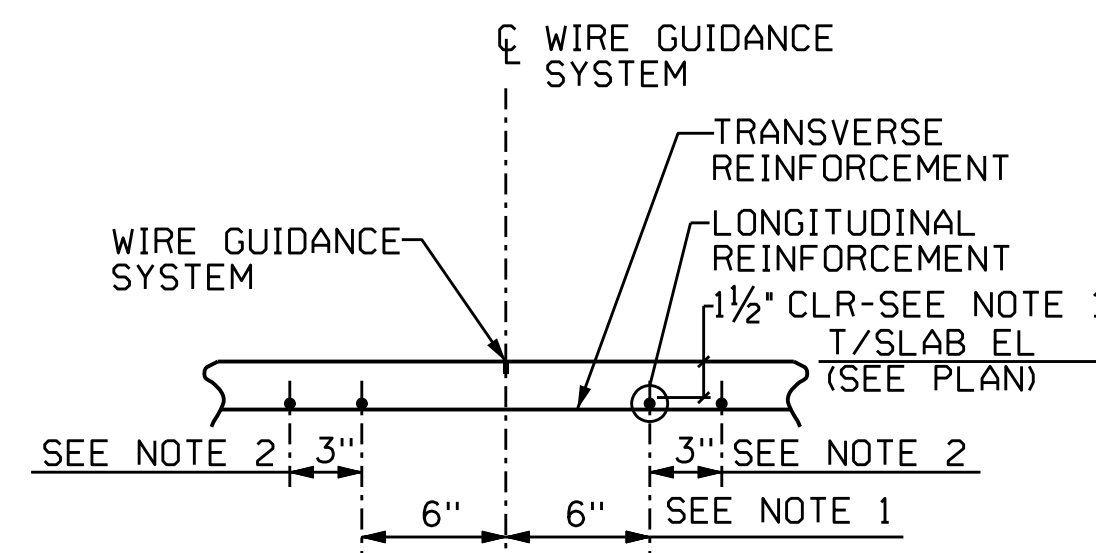 ℄ WIRE GUIDANCE
SYSTEM
TRANSVERSE
REINFORCEMENT
LONGITUDINAL
REINFORCEMENT
WIRE GUIDANCE
SYSTEM
1½" CLR-SEE NOTE 1
T/SLAB EL
(SEE PLAN)
SEE NOTE 2
3"
3"
SEE NOTE 2
6"
6"
SEE NOTE 1